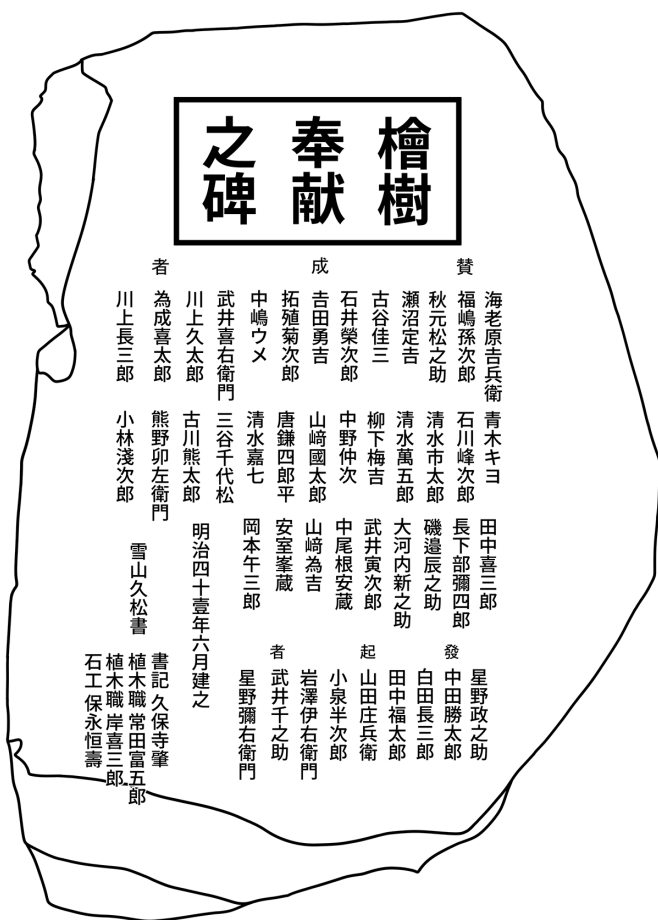 檜樹
奉献
之碑
賛成者
海老原吉兵衛
福嶋孫次郎
秋元松之助
瀬沼定吉
古谷佳三
石井榮次郎
吉田勇吉
拓殖菊次郎
中嶋ウメ
武井喜右衛門
川上久太郎
為成喜太郎
川上長三郎
青木キヨ
石川峰次郎
清水市太郎
清水萬五郎
柳下梅吉
中野仲次
山﨑國太郎
唐鎌四郎平
清水嘉七
三谷千代松
古川熊太郎
熊野卯左衛門
小林淺次郎
田中喜三郎
長下部彌四郎
磯邉辰之助
大河内新之助
武井寅次郎
中尾根安蔵
山﨑為吉
安室峯蔵
岡本午三郎
發起者
星野政之助
中田勝太郎
白田長三郎
田中福太郎
山田庄兵衛
小泉半次郎
岩澤伊右衛門
武井千之助
星野彌右衛門
明治四十壹年六月建之
雪山久松書
書記 久保寺肇
植木職 常田富五郎
植木職 岸喜三郎
石工 保永恒壽